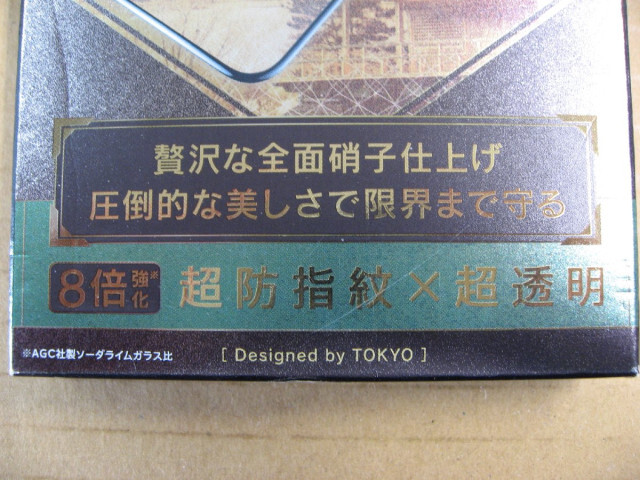 贅沢な全面硝子仕上げ
圧倒的な美しさで限界まで守る
8倍強化※ 超防指紋×超透明
※AGC社製ソーダライムガラス比
[ Designed by TOKYO ]